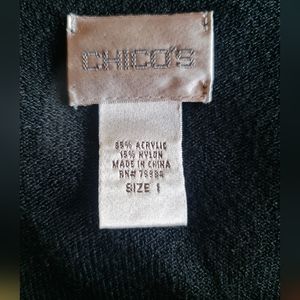 CHICO'S
85% ACRYLIC
15% NYLON
MADE IN CHINA
RN# 79984
SIZE 1